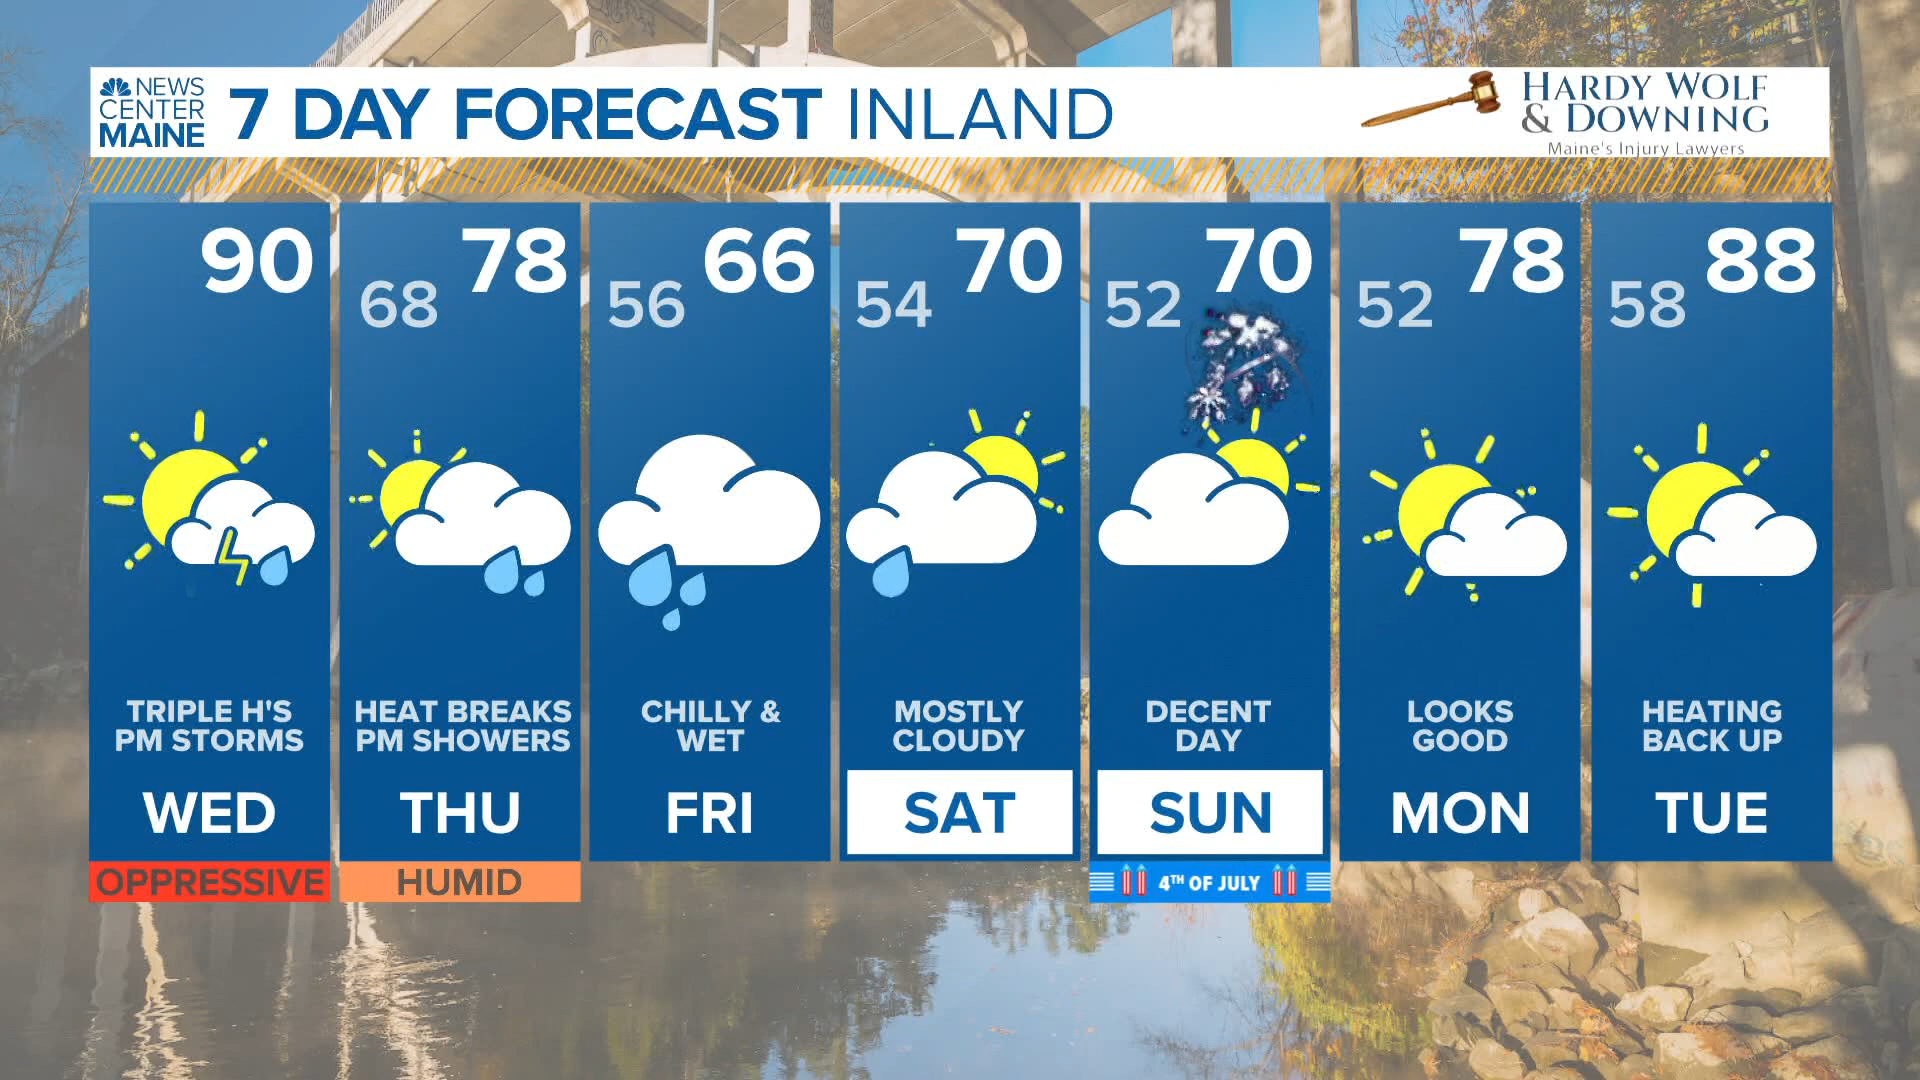 NEWS
CENTER
MAINE
7 DAY FORECAST INLAND
HARDY WOLF
& DOWNING
Maine's Injury Lawyers
90
68 78
56 66
54 70
52 70
52 78
58 88
TRIPLE H'S
PM STORMS
HEAT BREAKS
PM SHOWERS
CHILLY &
WET
MOSTLY
CLOUDY
DECENT
DAY
LOOKS
GOOD
HEATING
BACK UP
WED
THU
FRI
SAT
SUN
MON
TUE
OPPRESSIVE
HUMID
4TH OF JULY